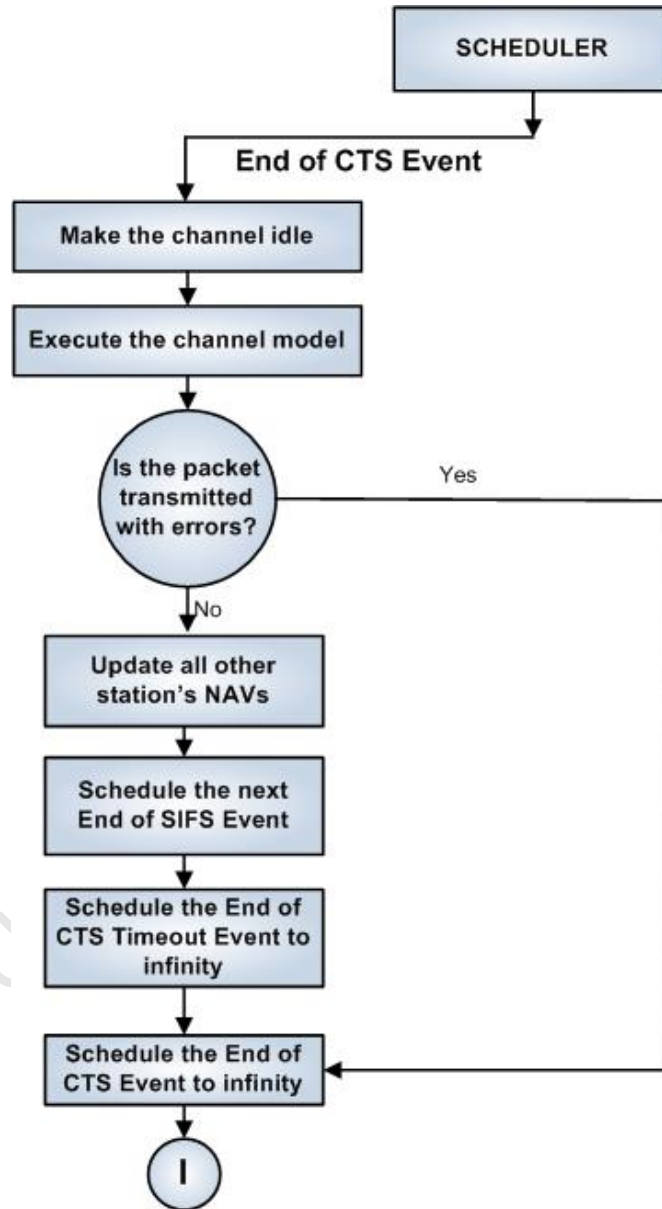 SCHEDULER
End of CTS Event
Make the channel idle
Execute the channel model
Is the packet
transmitted
with errors?
Yes
No
Update all other
station's NAVs
Schedule the next
End of SIFS Event
Schedule the End of
CTS Timeout Event to
infinity
Schedule the End of
CTS Event to infinity
I